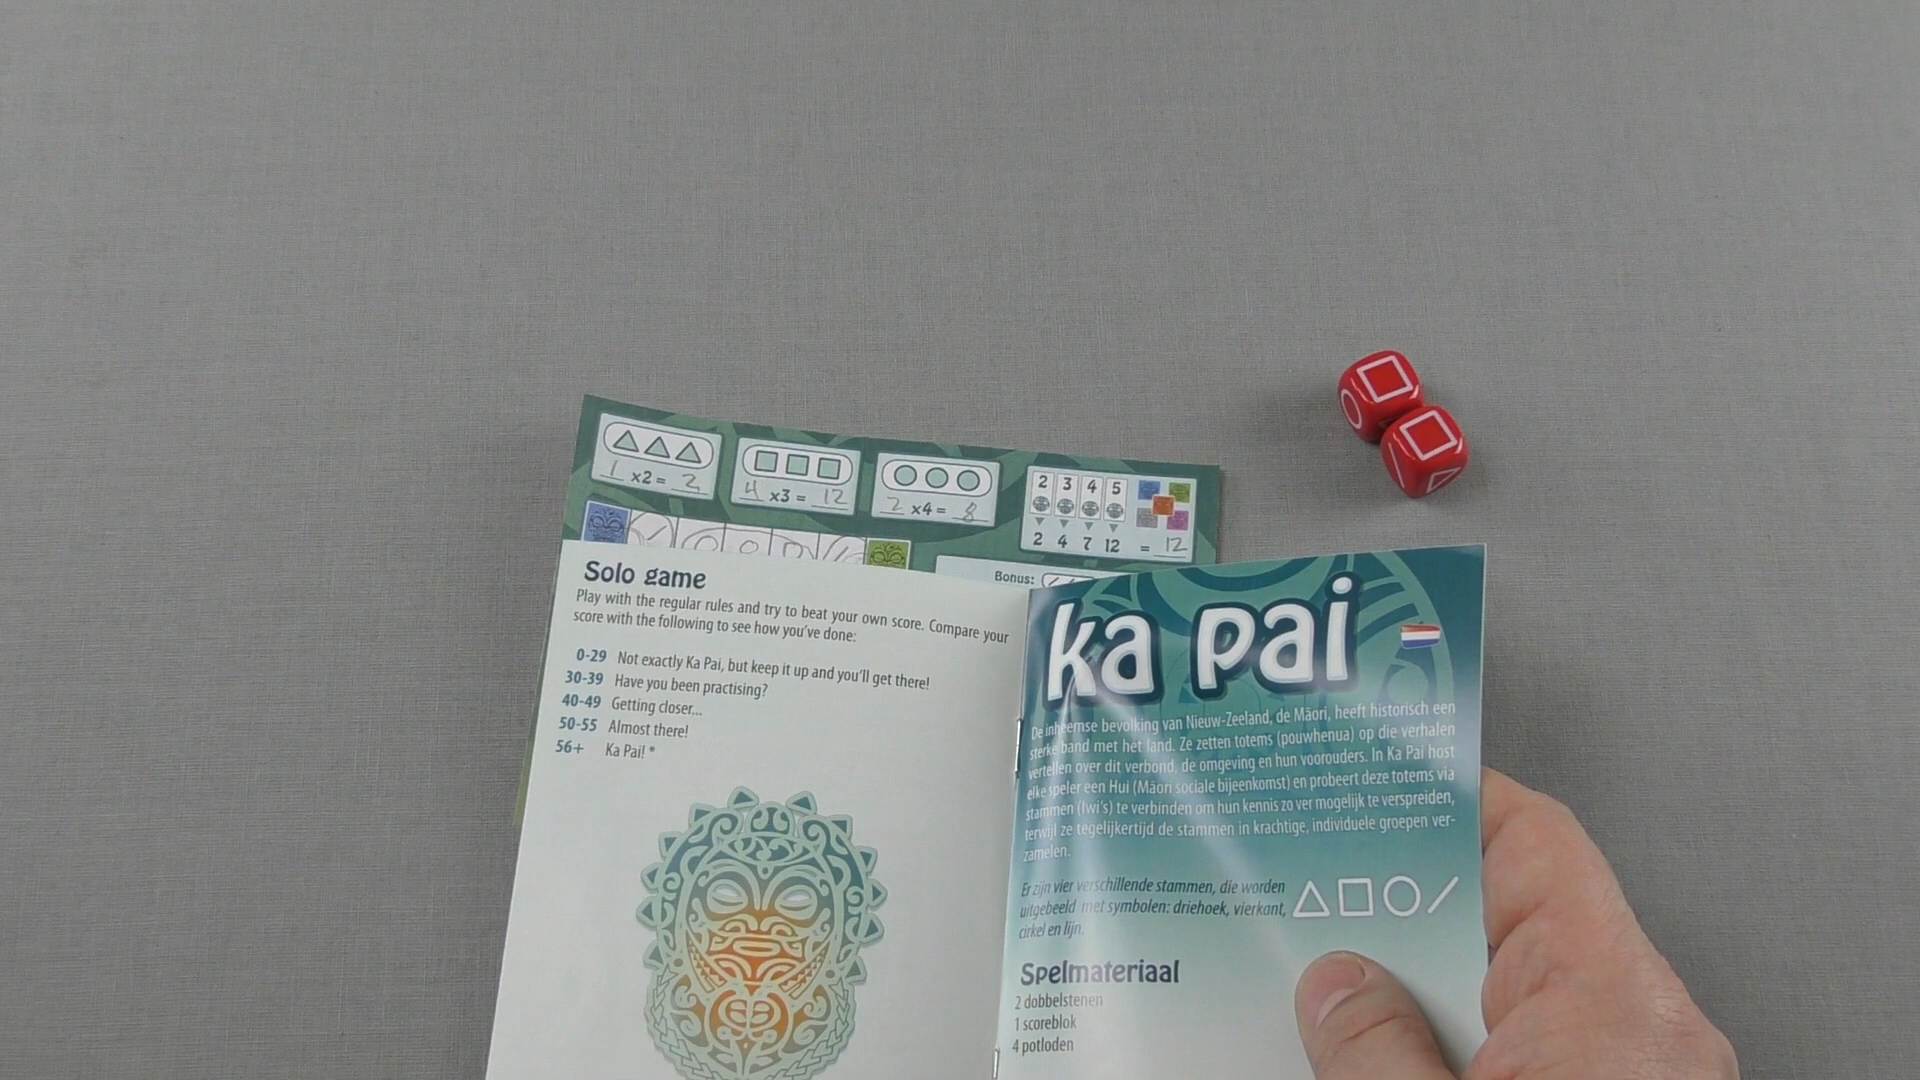 1 x2 = 2
4 x3 = 12
2 x4 = 8
2 3 4 5
2 4 7 12 = 12
Bonus:
Solo game
Play with the regular rules and try to beat your own score. Compare your
score with the following to see how you've done:
0-29 Not exactly Ka Pai, but keep it up and you'll get there!
30-39 Have you been practising?
40-49 Getting closer...
50-55 Almost there!
56+ Ka Pai! *
ka pai
De inheemse bevolking van Nieuw-Zeeland, de Māori, heeft historisch een
sterke band met het land. Ze zetten totems (pouwhenua) op die verhalen
vertellen over dit verbond, de omgeving en hun voorouders. In Ka Pai host
elke speler een Hui (Māori sociale bijeenkomst) en probeert deze totems via
stammen (Iwi's) te verbinden om hun kennis zo ver mogelijk te verspreiden,
terwijl ze tegelijkertijd de stammen in krachtige, individuele groepen ver-
zamelen.
Er zijn vier verschillende stammen, die worden
uitgebeeld met symbolen: driehoek, vierkant,
cirkel en lijn.
Spelmateriaal
2 dobbelstenen
1 scoreblok
4 potloden